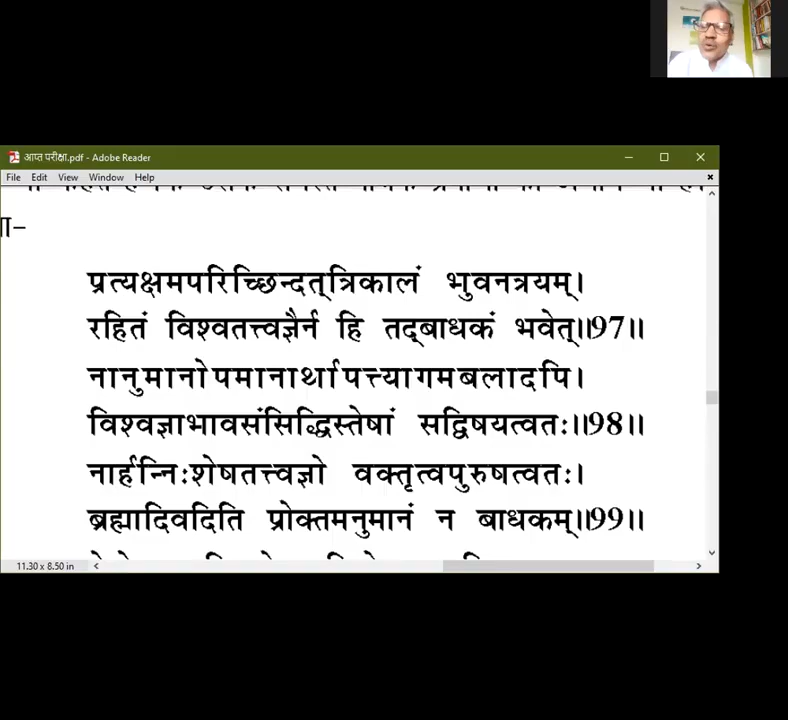 आप्त परीक्षा.pdf - Adobe Reader
File Edit View Window Help
ा–
प्रत्यक्षमपरिच्छिन्दत्त्रिकालं भुवनत्रयम्।
रहितं विश्वतत्त्वज्ञैर्न हि तद्बाधकं भवेत्॥97॥
नानुमानोपमानार्थापत्त्यागमबलादपि।
विश्वज्ञाभावसंसिद्धिस्तेषां सद्विषयत्वतः॥98॥
नार्हन्निःशेषतत्त्वज्ञो वक्तृत्वपुरुषत्वतः।
ब्रह्मादिवदिति प्रोक्तमनुमानं न बाधकम्॥99॥
11.30 x 8.50 in